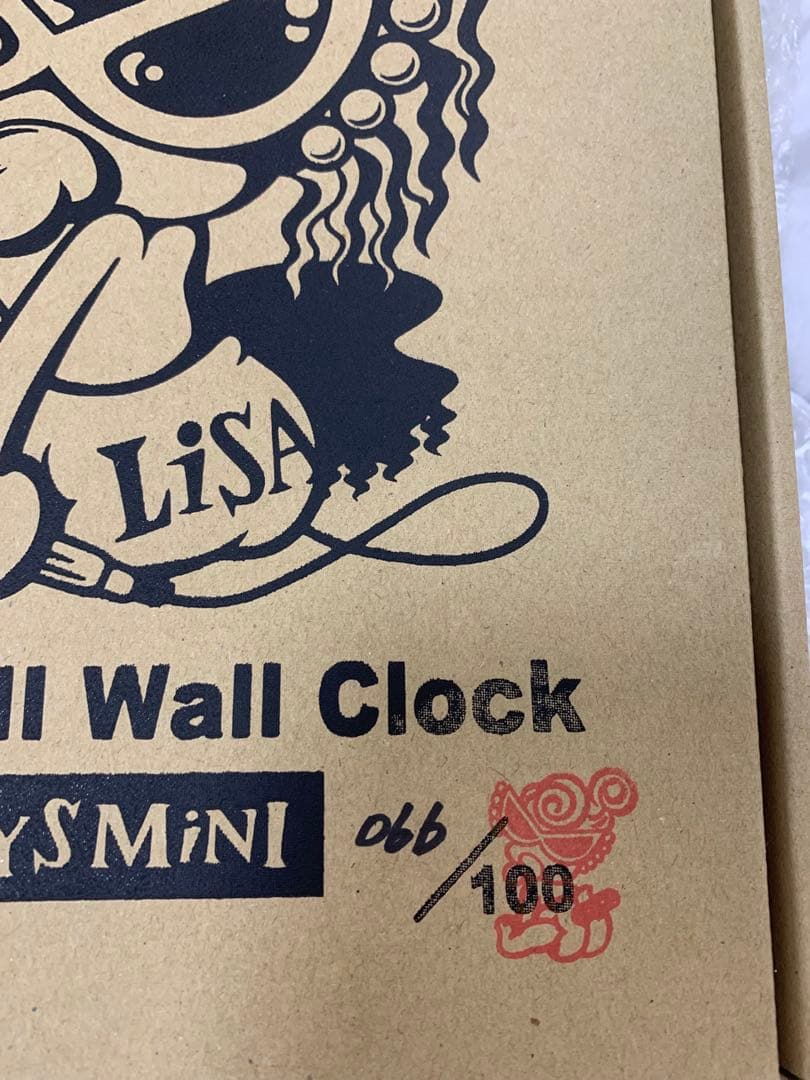 LiSA
ll Wall Clock
YSMiNI
066/100